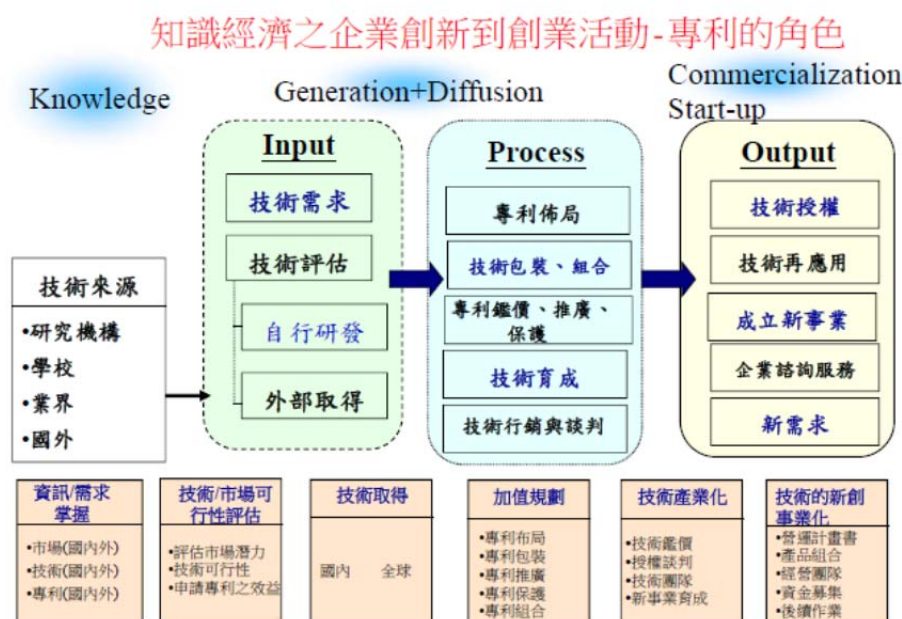 知識經濟之企業創新到創業活動-專利的角色
Knowledge
Generation+Diffusion
Commercialization
Start-up
技術來源
•研究機構
•學校
•業界
•國外
Input
技術需求
技術評估
自行研發
外部取得
Process
專利佈局
技術包裝、組合
專利鑑價、推廣、
保護
技術育成
技術行銷與談判
Output
技術授權
技術再應用
成立新事業
企業諮詢服務
新需求
資訊/需求
掌握
•市場(國內外)
•技術(國內外)
•專利(國內外)
技術/市場可
行性評估
•評估市場潛力
•技術可行性
•申請專利之效益
技術取得
國內 全球
加值規劃
•專利布局
•專利包裝
•專利推廣
•專利保護
•專利組合
技術產業化
•技術鑑價
•授權談判
•技術團隊
•新事業育成
技術的新創
事業化
•營運計畫書
•產品組合
•經營團隊
•資金募集
•後續作業